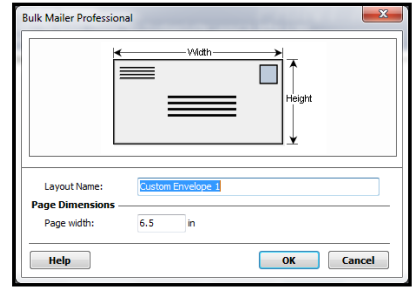 Bulk Mailer Professional
Width
Height
Layout Name: Custom Envelope 1
Page Dimensions
Page width: 6.5 in
Help OK Cancel